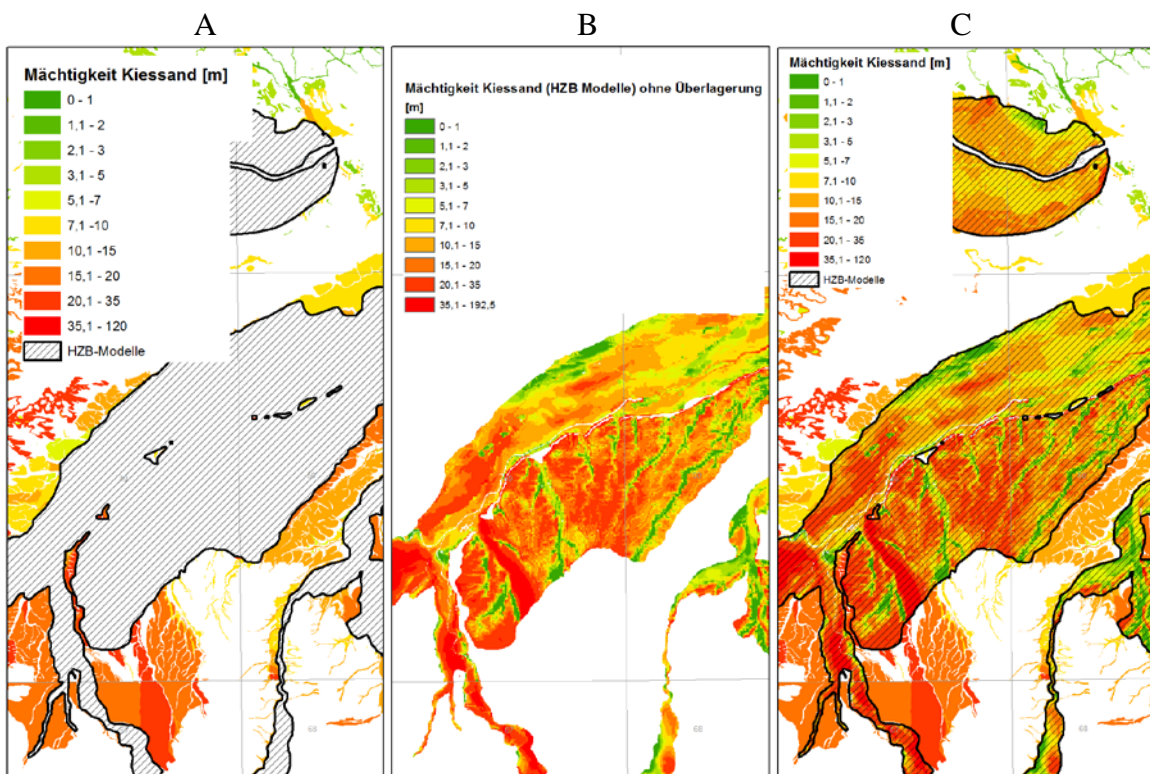 A
B
C
Mächtigkeit Kiessand [m]
0 - 1
1,1 - 2
2,1 - 3
3,1 - 5
5,1 -7
7,1 -10
10,1 -15
15,1 - 20
20,1 - 35
35,1 - 120
HZB-Modelle
68
Mächtigkeit Kiessand (HZB Modelle) ohne Überlagerung
[m]
0 - 1
1,1 - 2
2,1 - 3
3,1 - 5
5,1 - 7
7,1 - 10
10,1 - 15
15,1 - 20
20,1 - 35
35,1 - 192,5
68
Mächtigkeit Kiessand [m]
0 - 1
1,1 - 2
2,1 - 3
3,1 - 5
5,1 -7
7,1 -10
10,1 -15
15,1 - 20
20,1 - 35
35,1 - 120
HZB-Modelle
68